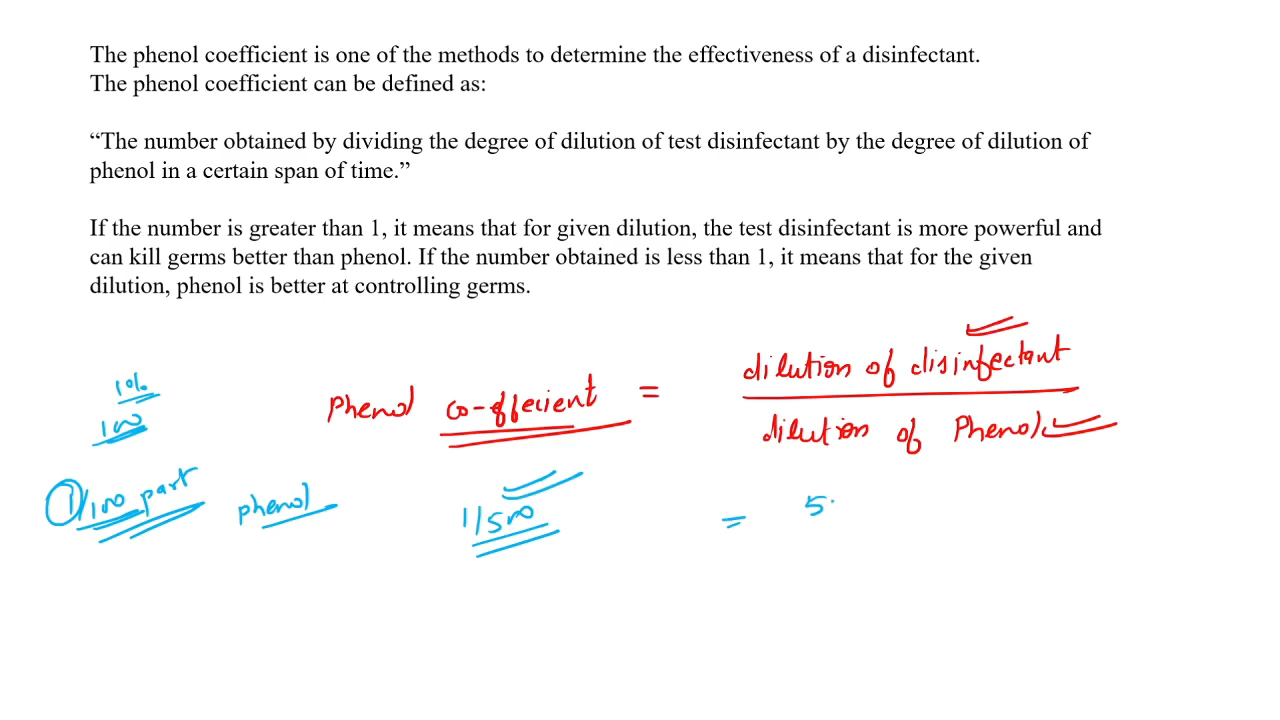 The phenol coefficient is one of the methods to determine the effectiveness of a disinfectant.
The phenol coefficient can be defined as:
“The number obtained by dividing the degree of dilution of test disinfectant by the degree of dilution of
phenol in a certain span of time.”
If the number is greater than 1, it means that for given dilution, the test disinfectant is more powerful and
can kill germs better than phenol. If the number obtained is less than 1, it means that for the given
dilution, phenol is better at controlling germs.
1%
100
Phenol co-efficient = dilution of disinfectant
dilution of Phenol
1/100 part phenol 1/500 = 5